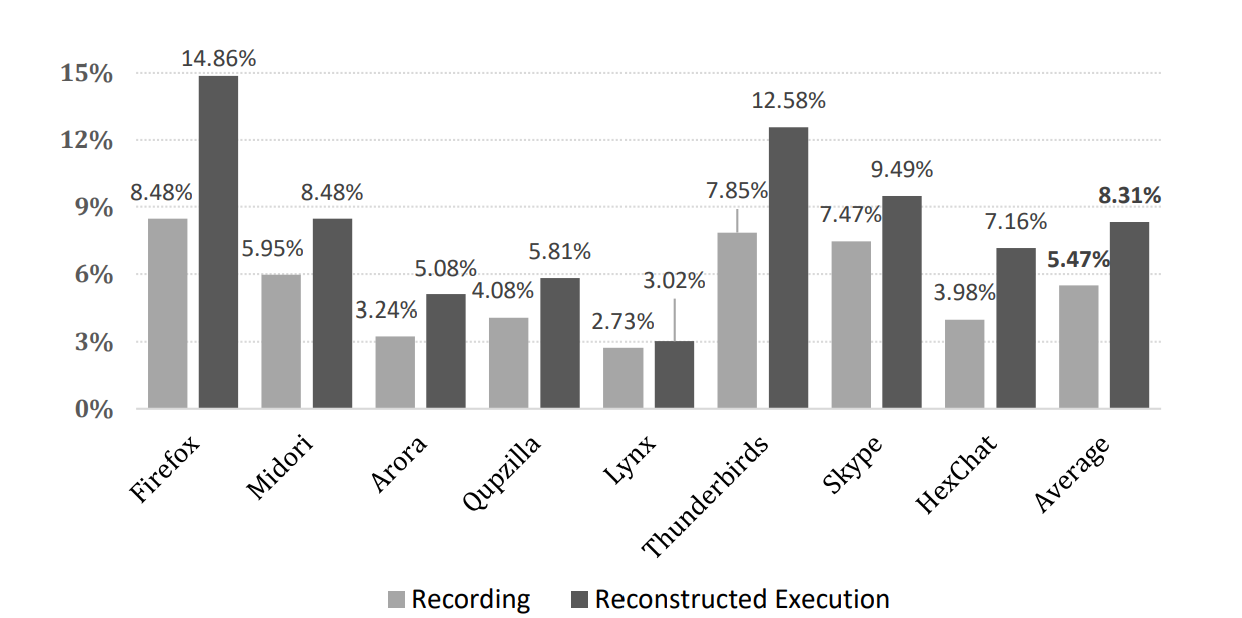 14.86%
15%
12.58%
12%
9.49%
8.48%
8.48%
7.85%
8.31%
9%
7.47%
7.16%
5.95%
5.81%
5.47%
5.08%
6%
3.02%
4.08%
3.98%
3.24%
2.73%
3%
0%
Firefox
Midori
Arora
Qupzilla
Lynx
Thunderbirds
Skype
HexChat
Average
Recording
Reconstructed Execution